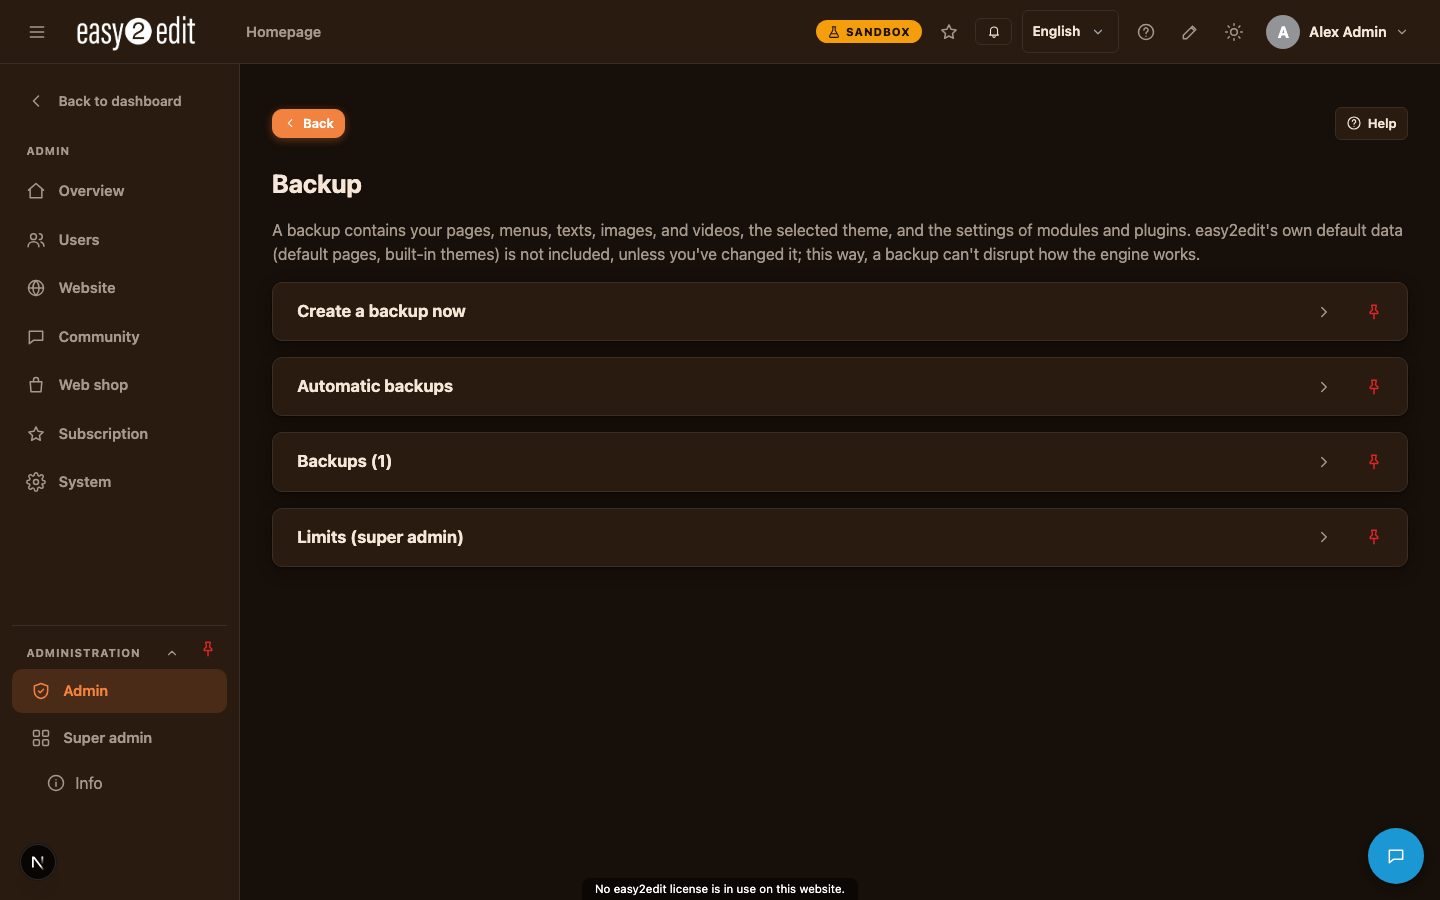 easy2edit
Homepage
SANDBOX
English
A
Alex Admin
Back to dashboard
ADMIN
Overview
Users
Website
Community
Web shop
Subscription
System
ADMINISTRATION
Admin
Super admin
Info
N
Back
Help
Backup
A backup contains your pages, menus, texts, images, and videos, the selected theme, and the settings of modules and plugins. easy2edit's own default data
(default pages, built-in themes) is not included, unless you've changed it; this way, a backup can't disrupt how the engine works.
Create a backup now
Automatic backups
Backups (1)
Limits (super admin)
No easy2edit license is in use on this website.